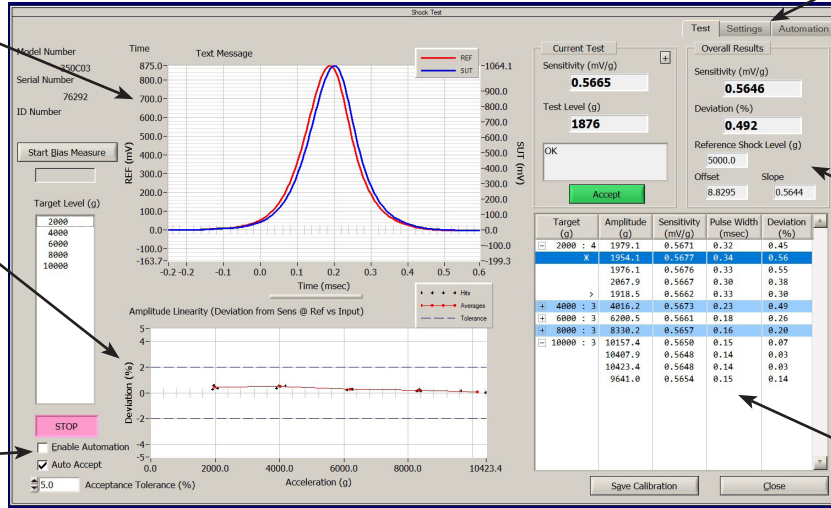 Shock Test
Test Settings Automation
Model Number
350C03
Serial Number
76292
ID Number
Start Bias Measure
Target Level (g)
2000
4000
6000
8000
10000
STOP
Enable Automation
Auto Accept
5.0 Acceptance Tolerance (%)
Time Text Message
REF
SUT
875.0
800.0
700.0
600.0
500.0
400.0
300.0
200.0
100.0
0.0
-100.0
-163.7
REF (mV)
1064.1
900.0
800.0
700.0
600.0
500.0
400.0
300.0
200.0
100.0
0.0
-100.0
-199.3
SUT (mV)
-0.2 -0.2 -0.1 0.0 0.1 0.2 0.3 0.4 0.5 0.6
Time (msec)
Hits
Averages
Tolerance
Amplitude Linearity (Deviation from Sens @ Ref vs Input)
5
4
2
0
-2
-4
-5
Deviation (%)
0.0 2000.0 4000.0 6000.0 8000.0 10423.4
Acceleration (g)
Current Test
+
Sensitivity (mV/g)
0.5665
Test Level (g)
1876
OK
Accept
Overall Results
Sensitivity (mV/g)
0.5646
Deviation (%)
0.492
Reference Shock Level (g)
5000.0
Offset Slope
8.8295 0.5644
Target (g) Amplitude (g) Sensitivity (mV/g) Pulse Width (msec) Deviation (%)
2000 : 4 1979.1 0.5671 0.32 0.45
Ж 1954.1 0.5677 0.34 0.56
1976.1 0.5676 0.33 0.55
2067.9 0.5667 0.30 0.38
> 1918.5 0.5662 0.33 0.30
4000 : 3 4016.2 0.5673 0.23 0.49
6000 : 3 6200.5 0.5661 0.18 0.26
8000 : 3 8330.2 0.5657 0.16 0.20
10000 : 3 10157.4 0.5650 0.15 0.07
10407.9 0.5648 0.14 0.03
10423.4 0.5648 0.14 0.03
9641.0 0.5654 0.15 0.14
Save Calibration Close